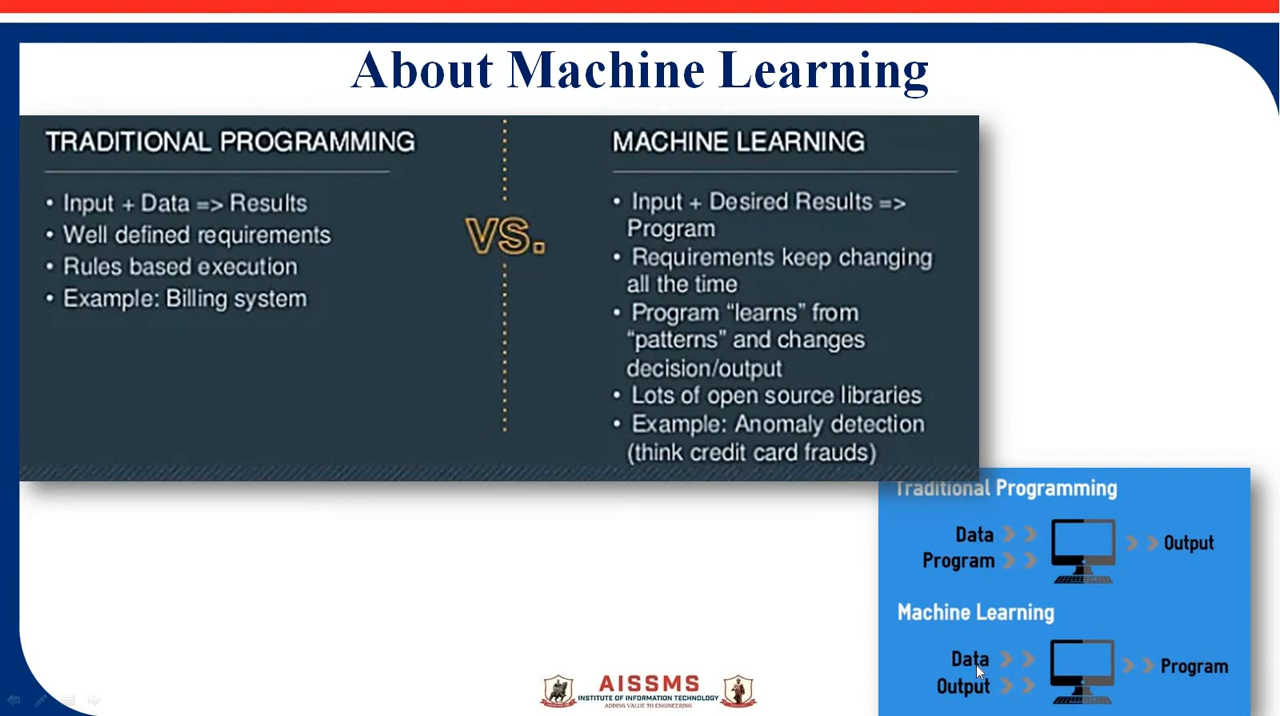 About Machine Learning
TRADITIONAL PROGRAMMING
• Input + Data => Results
• Well defined requirements
• Rules based execution
• Example: Billing system
VS.
MACHINE LEARNING
• Input + Desired Results =>
Program
• Requirements keep changing
all the time
• Program “learns” from
“patterns” and changes
decision/output
• Lots of open source libraries
• Example: Anomaly detection
(think credit card frauds)
Traditional Programming
Data
Program
Output
Machine Learning
Data
Output
Program
AISSMS
INSTITUTE OF INFORMATION TECHNOLOGY
ADDING VALUE TO ENGINEERING